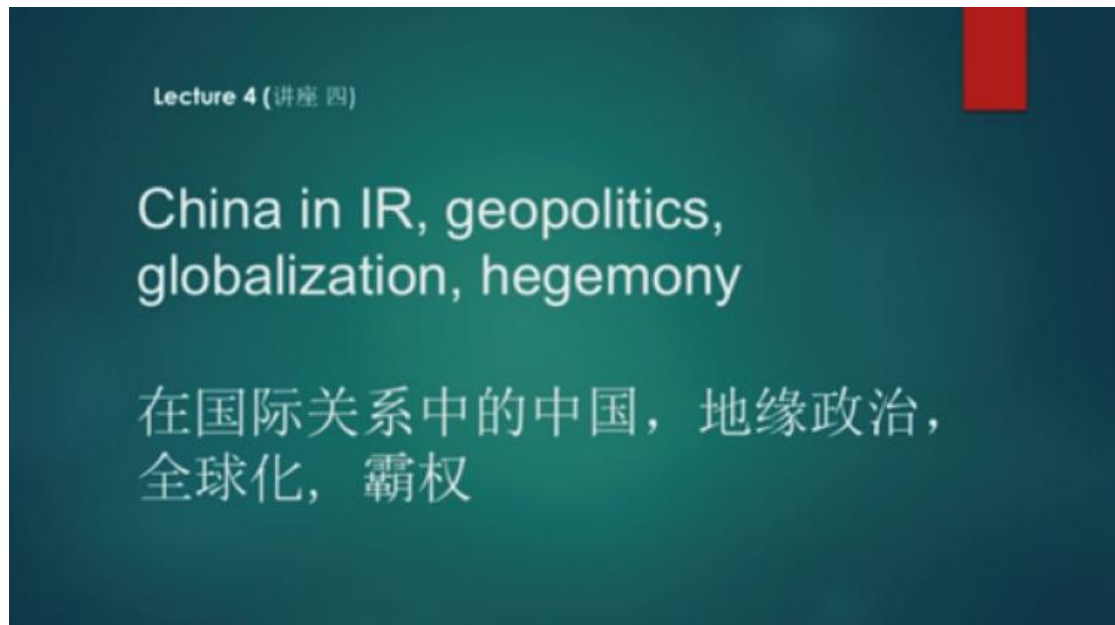 Lecture 4 (讲座 四)
China in IR, geopolitics,
globalization, hegemony
在国际关系中的中国，地缘政治，
全球化, 霸权